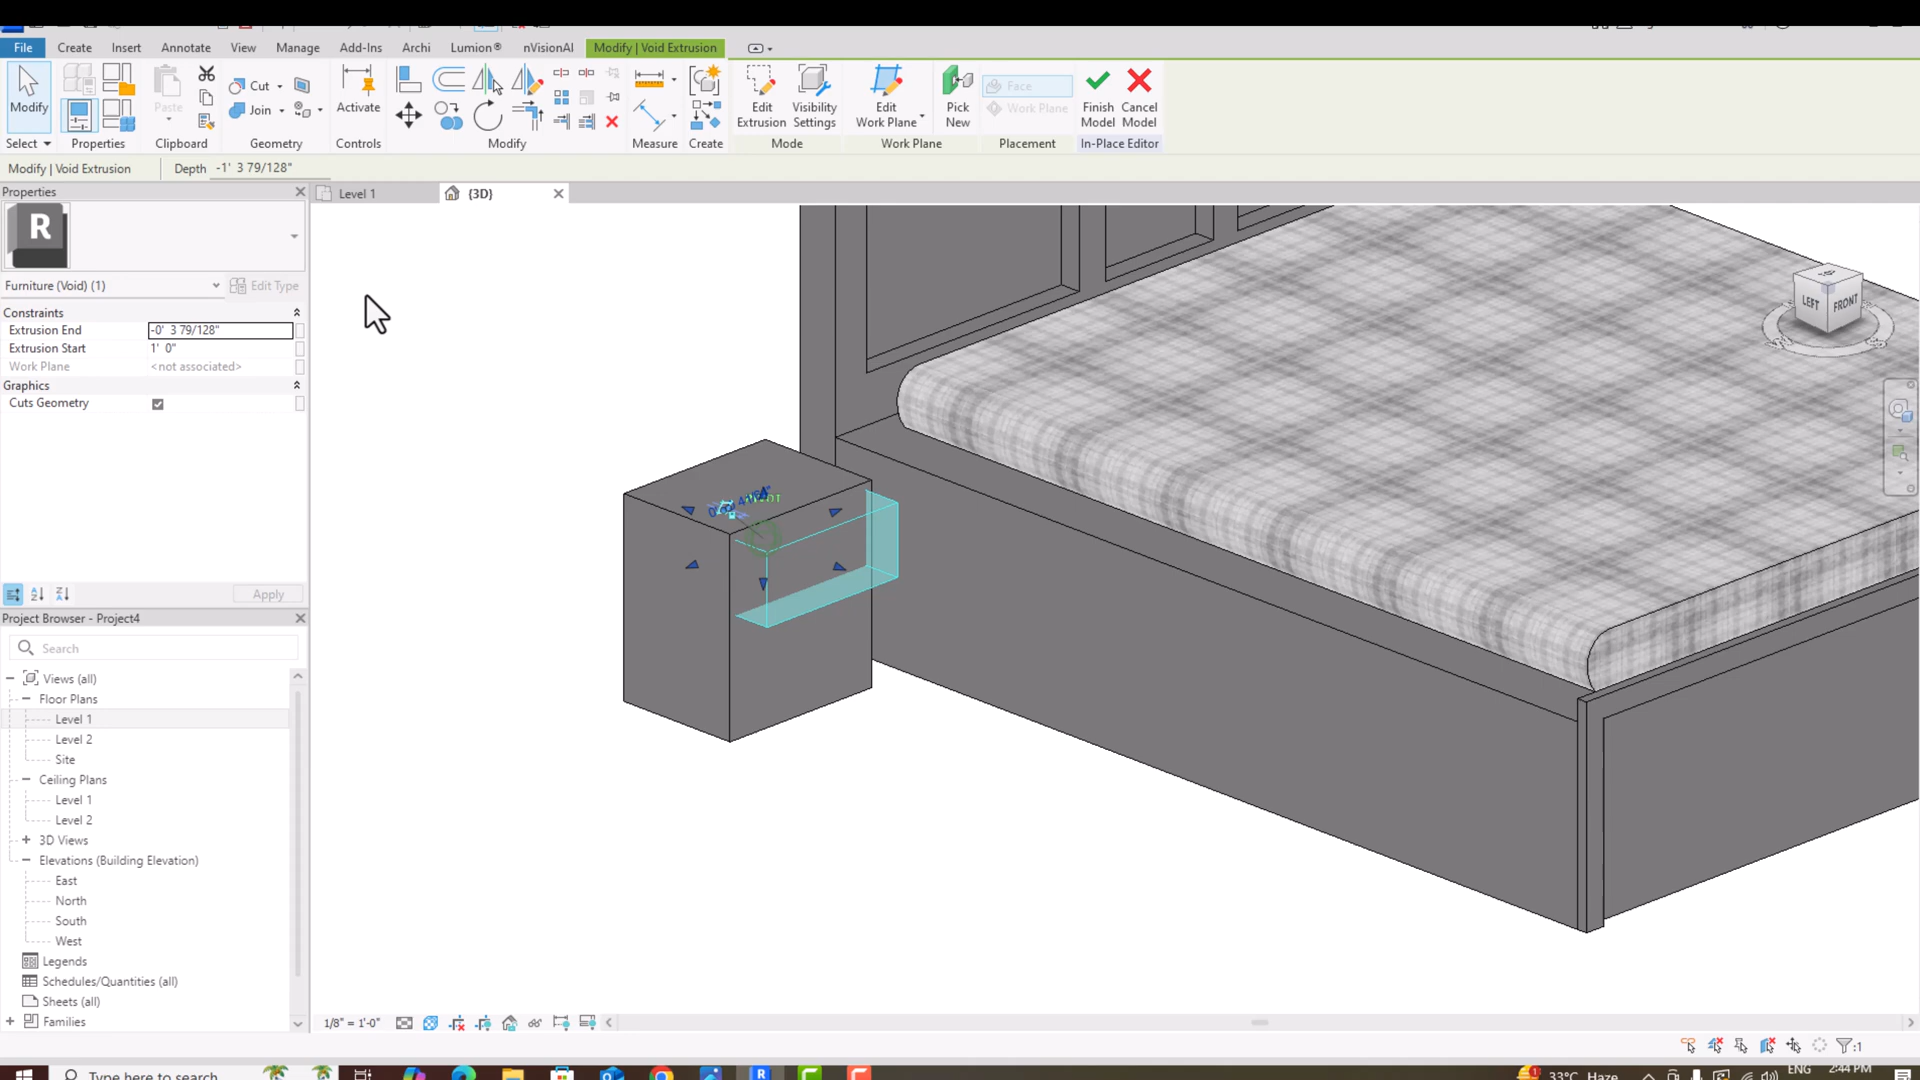 File Create Insert Annotate View Manage Add-Ins Archi Lumion® nVisionAI Modify | Void Extrusion
Modify Paste Cut Join Activate Edit Extrusion Visibility Settings Edit Work Plane Pick New Face Work Plane Finish Model Cancel Model
Select Properties Clipboard Geometry Controls Modify Measure Create Mode Work Plane Placement In-Place Editor
Modify | Void Extrusion Depth -1' 3 79/128"
Properties
Level 1 {3D}
R
Furniture (Void) (1) Edit Type
Constraints
Extrusion End -0' 3 79/128"
Extrusion Start 1' 0"
Work Plane <not associated>
Graphics
Cuts Geometry
Apply
Project Browser - Project4
Search
Views (all)
Floor Plans
Level 1
Level 2
Site
Ceiling Plans
Level 1
Level 2
3D Views
Elevations (Building Elevation)
East
North
South
West
Legends
Schedules/Quantities (all)
Sheets (all)
Families
LEFT FRONT
1/8" = 1'-0"
:1
Type here to search
33°C Haze ENG 2:44 PM